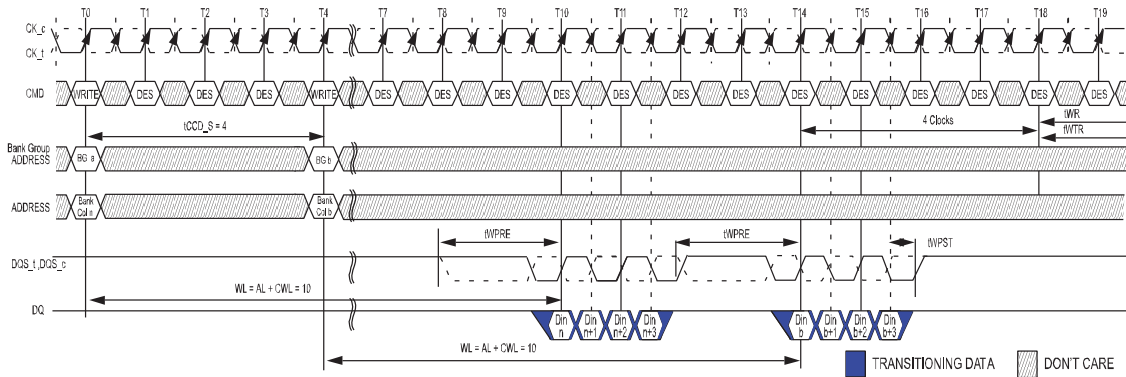 T0 T1 T2 T3 T4 T7 T8 T9 T10 T11 T12 T13 T14 T15 T16 T17 T18 T19
CK_c
CK_t
CMD WRITE DES DES DES WRITE DES DES DES DES DES DES DES DES DES DES DES DES DES
tCCD_S = 4
4 Clocks
tWR
tWTR
Bank Group
ADDRESS
BG a
BG b
ADDRESS
Bank
Col n
Bank
Col b
tWPRE
tWPRE
tWPST
DQS_t,DQS_c
WL = AL + CWL = 10
DQ
Din
n
Din
n+1
Din
n+2
Din
n+3
Din
b
Din
b+1
Din
b+2
Din
b+3
WL = AL + CWL = 10
TRANSITIONING DATA
DON'T CARE